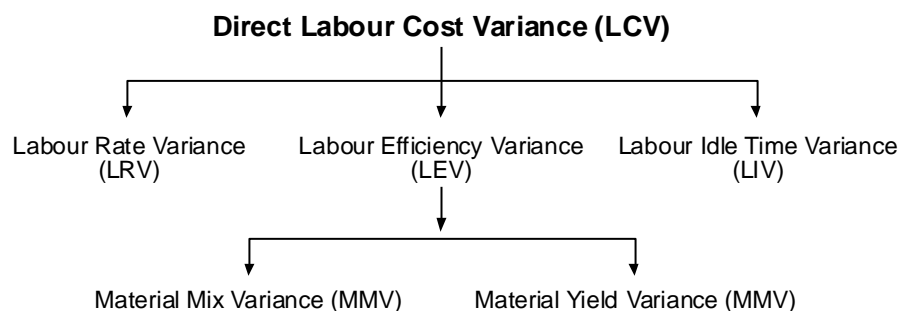 Direct Labour Cost Variance (LCV)
Labour Rate Variance
(LRV)
Labour Efficiency Variance
(LEV)
Labour Idle Time Variance
(LIV)
Material Mix Variance (MMV)
Material Yield Variance (MMV)